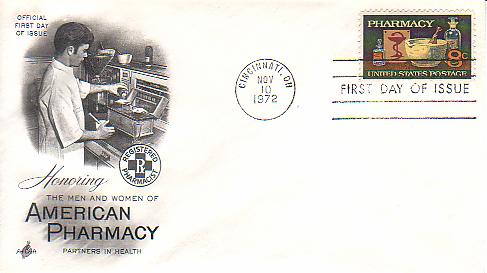 OFFICIAL
FIRST DAY
OF ISSUE
REGISTERED
PHARMACIST
Honoring
THE MEN AND WOMEN OF
AMERICAN
PHARMACY
PARTNERS IN HEALTH
CINCINNATI, OH
NOV
10
1972
PHARMACY
8c
UNITED STATES POSTAGE
FIRST DAY OF ISSUE